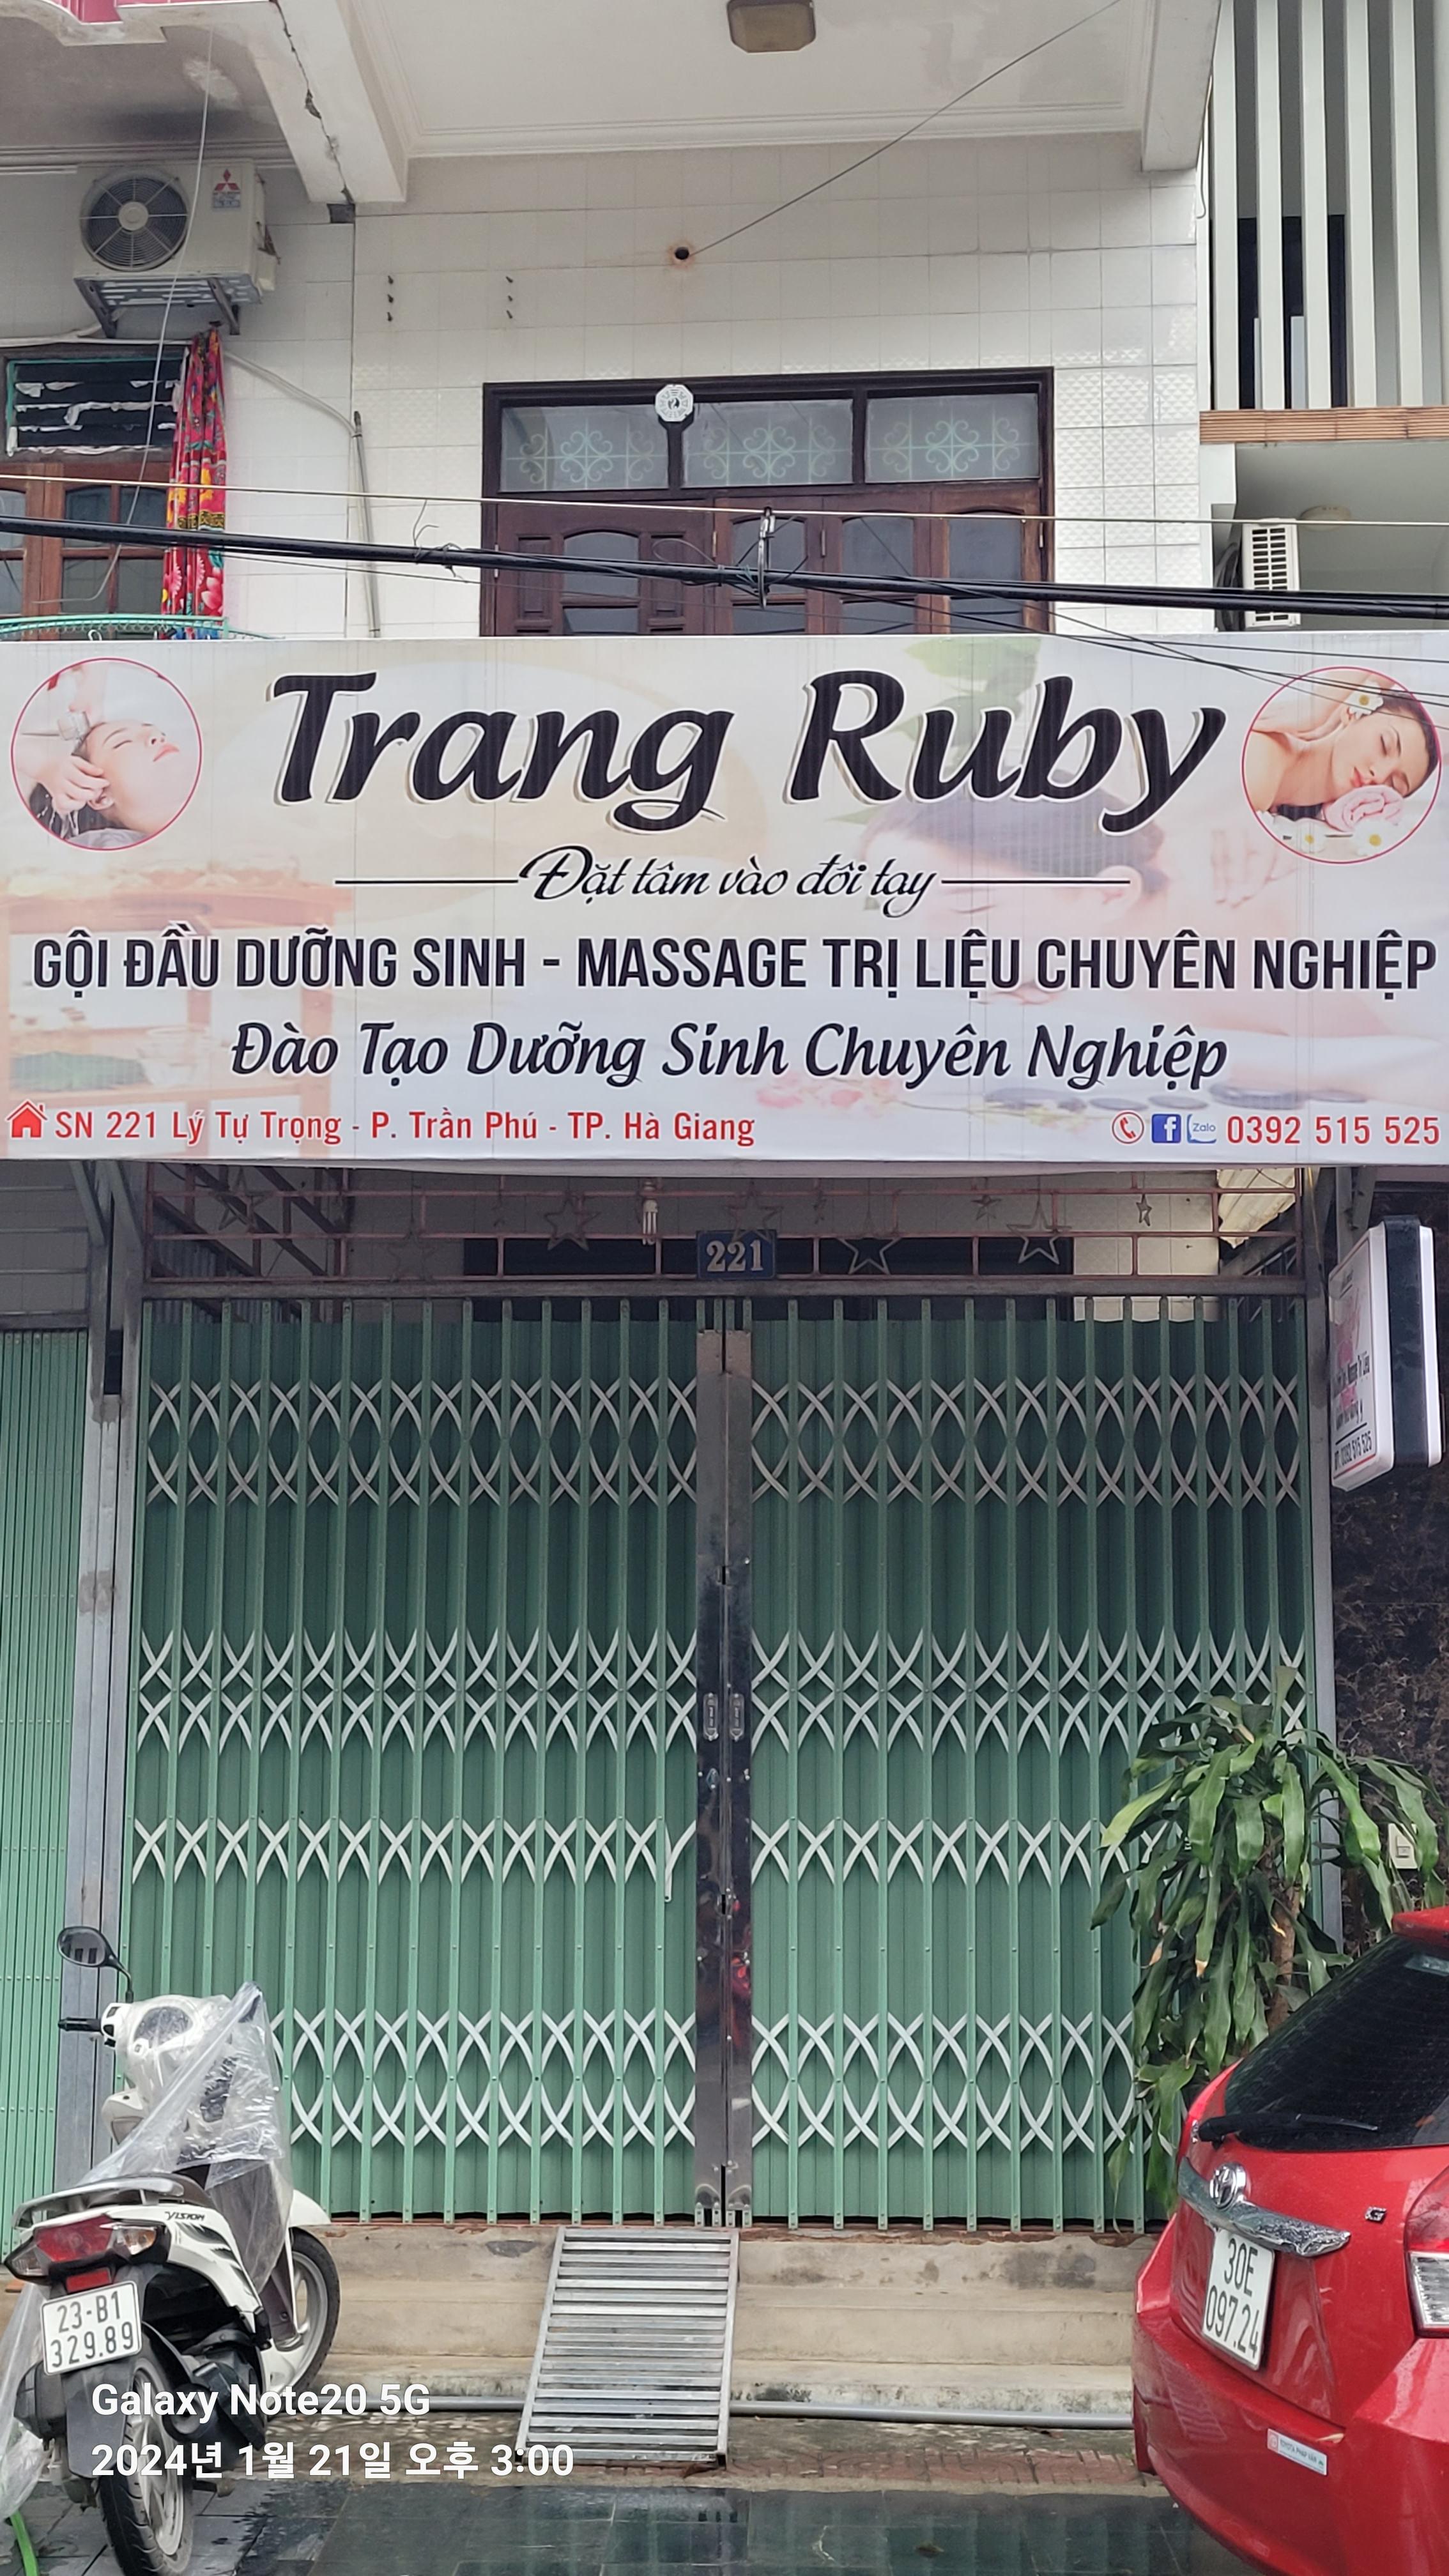 Trang Ruby
Đặt tâm vào đôi tay
GỘI ĐẦU DƯỠNG SINH - MASSAGE TRỊ LIỆU CHUYÊN NGHIỆP
Đào Tạo Dưỡng Sinh Chuyên Nghiệp
SN 221 Lý Tự Trọng - P. Trần Phú - TP. Hà Giang
Zalo 0392 515 525
221
0392 515 525
VISION
23-B1
329.89
G
30E
097.24
Galaxy Note20 5G
2024년 1월 21일 오후 3:00